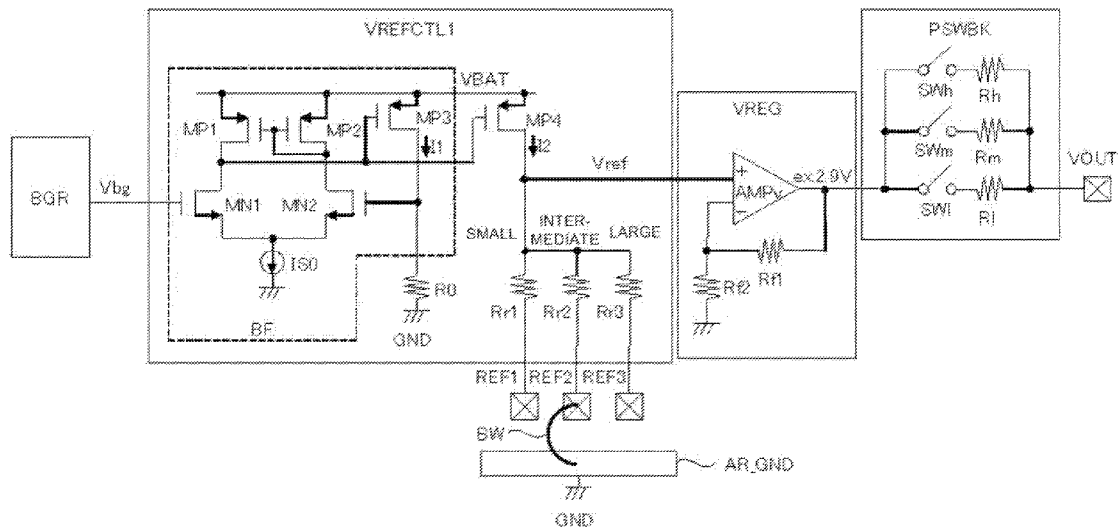 VREFCTL1
PSWBK
VBAT
VREG
SWh
Rh
MP1
MP2
MP3
MP4
I1
I2
Vref
SWm
Rm
VOUT
BGR
Vbg
AMPv
ex:2.9V
MN1
MN2
SWl
Rl
SMALL
INTER-
MEDIATE
LARGE
IS0
Rf1
R0
Rf2
Rr1
Rr2
Rr3
BF
GND
REF1
REF2
REF3
BW
AR_GND
GND